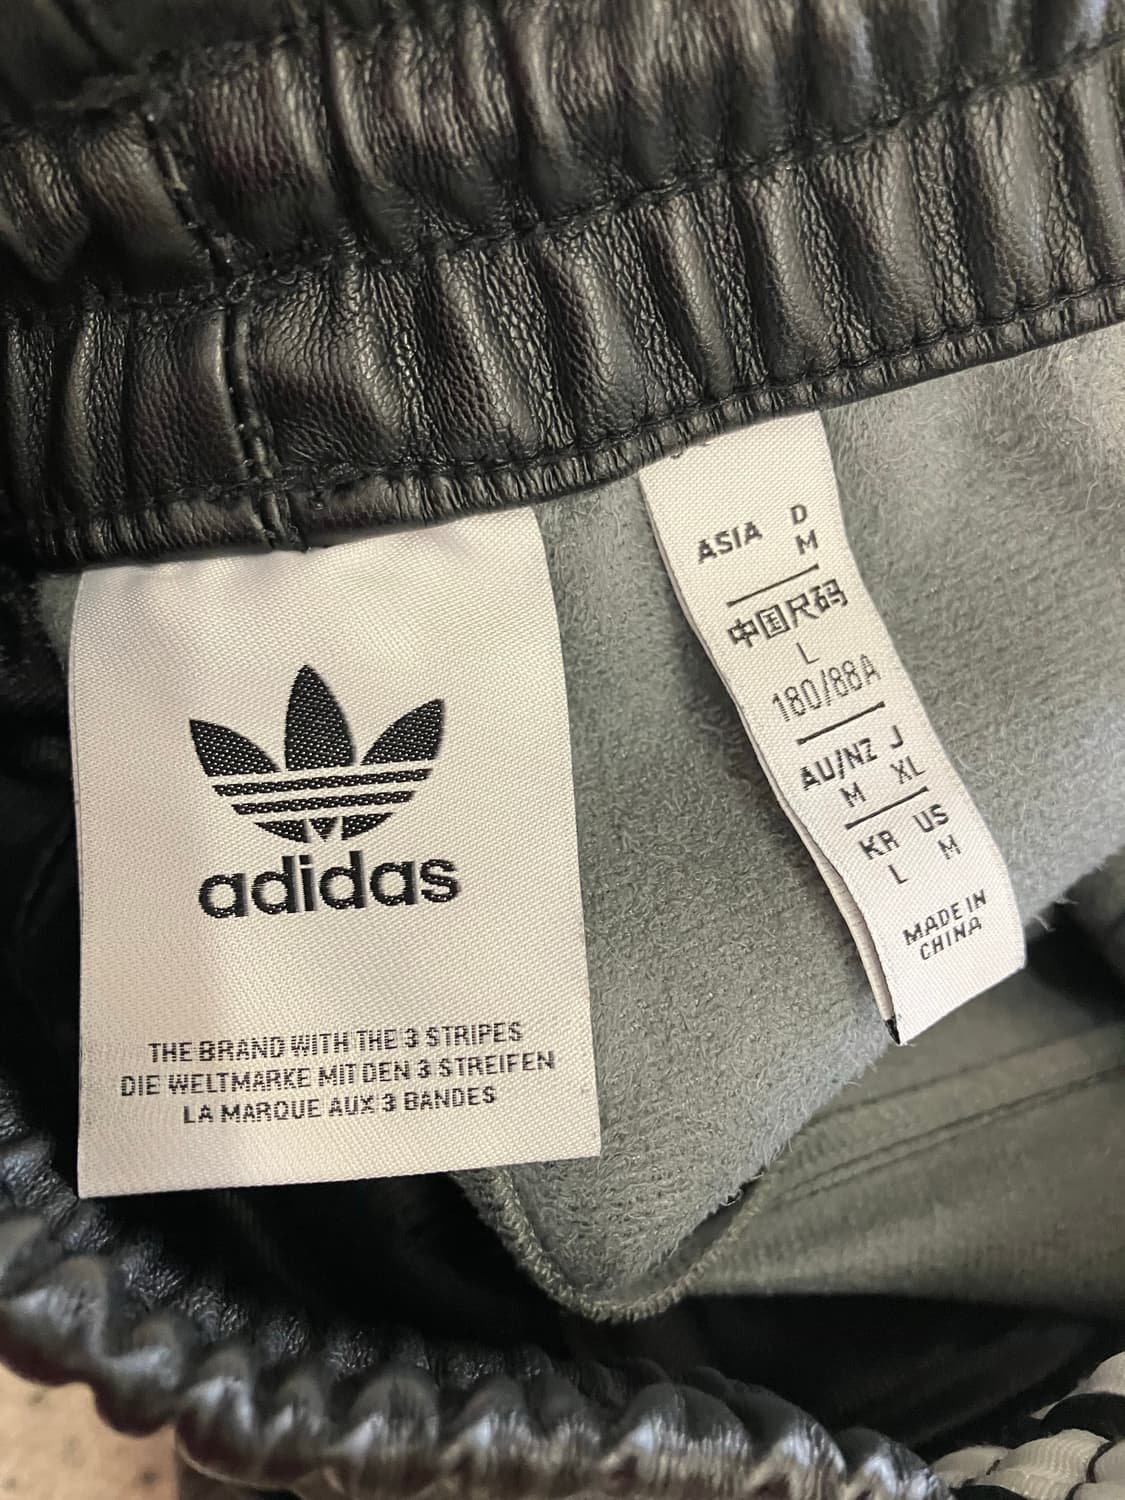 adidas
THE BRAND WITH THE 3 STRIPES
DIE WELTMARKE MIT DEN 3 STREIFEN
LA MARQUE AUX 3 BANDES
ASIA D
M
中国尺码
L
180/88A
AU/NZ J
M XL
KR US
L M
MADE IN
CHINA